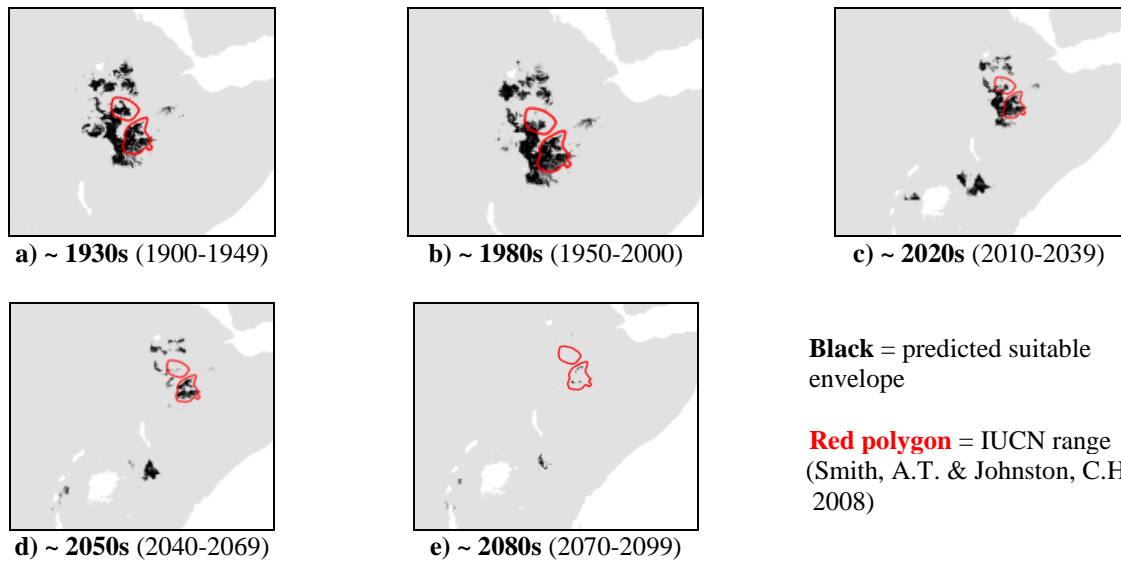 a) ~ 1930s (1900-1949)
b) ~ 1980s (1950-2000)
c) ~ 2020s (2010-2039)
d) ~ 2050s (2040-2069)
e) ~ 2080s (2070-2099)
Black = predicted suitable
envelope
Red polygon = IUCN range
(Smith, A.T. & Johnston, C.H
2008)